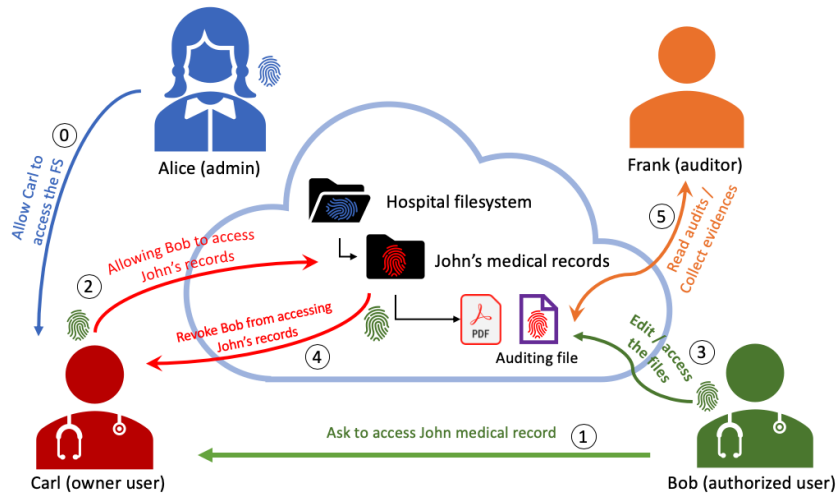 0
Allow Carl to
access the FS
Alice (admin)
Frank (auditor)
Hospital filesystem
5
Read audits /
Collect evidences
2
Allowing Bob to access
John's records
John's medical records
Revoke Bob from accessing
John's records
4
PDF
Auditing file
Edit / access
the files
3
Ask to access John medical record
1
Carl (owner user)
Bob (authorized user)